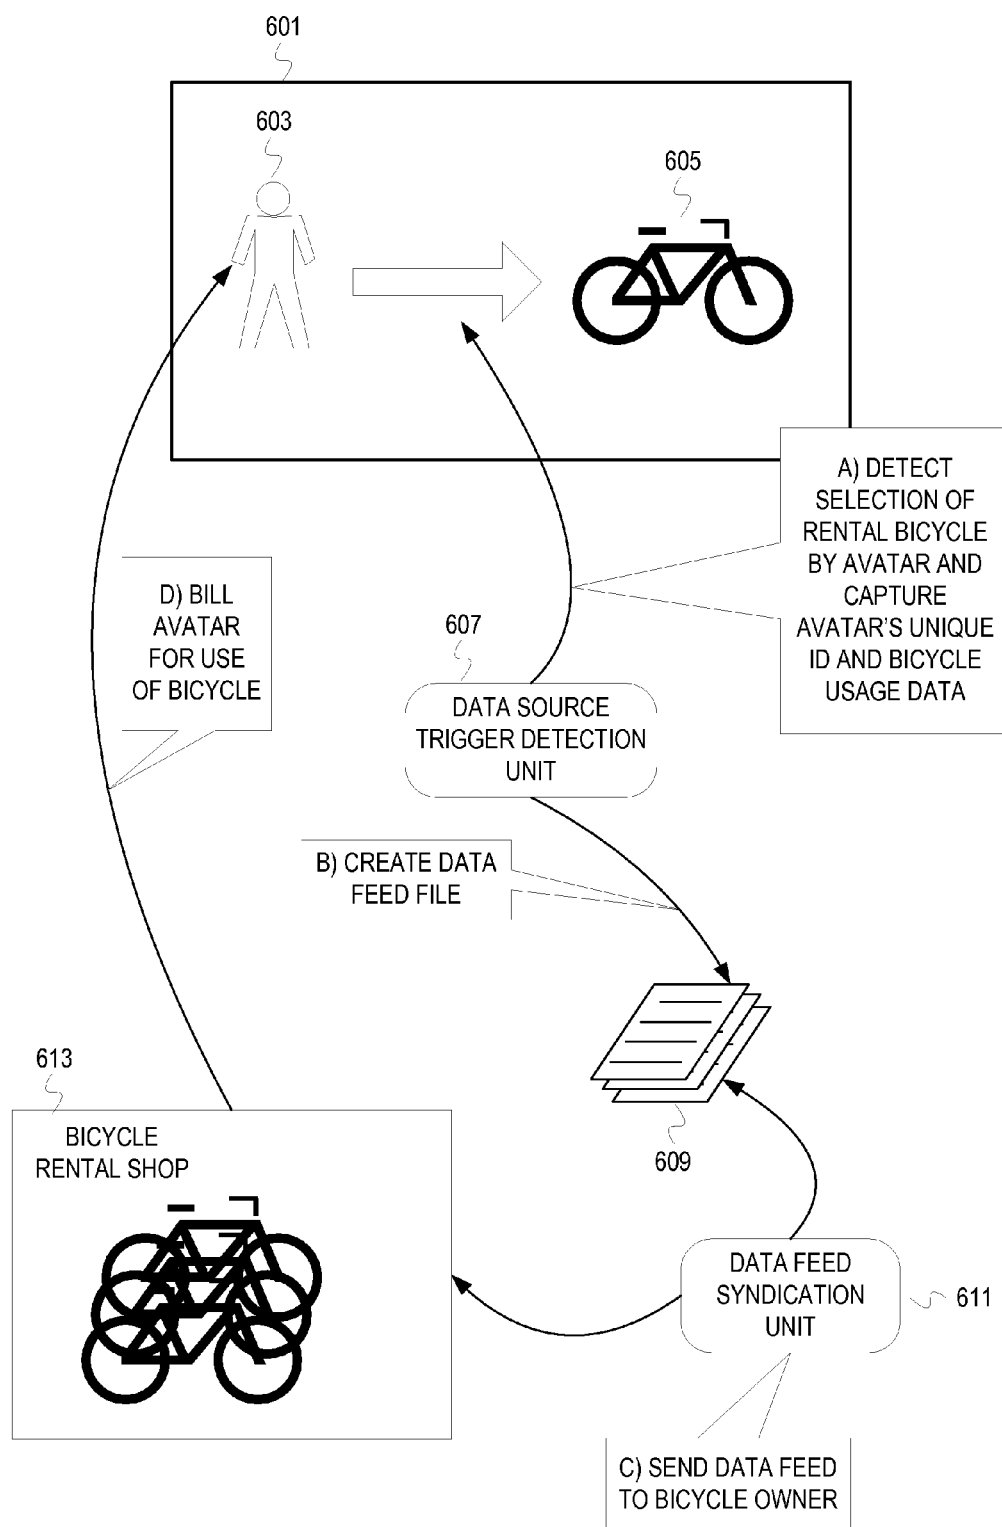 601
603
605
A) DETECT
SELECTION OF
RENTAL BICYCLE
BY AVATAR AND
CAPTURE
AVATAR'S UNIQUE
ID AND BICYCLE
USAGE DATA
D) BILL
AVATAR
FOR USE
OF BICYCLE
607
DATA SOURCE
TRIGGER DETECTION
UNIT
B) CREATE DATA
FEED FILE
609
613
BICYCLE
RENTAL SHOP
DATA FEED
SYNDICATION
UNIT
611
C) SEND DATA FEED
TO BICYCLE OWNER